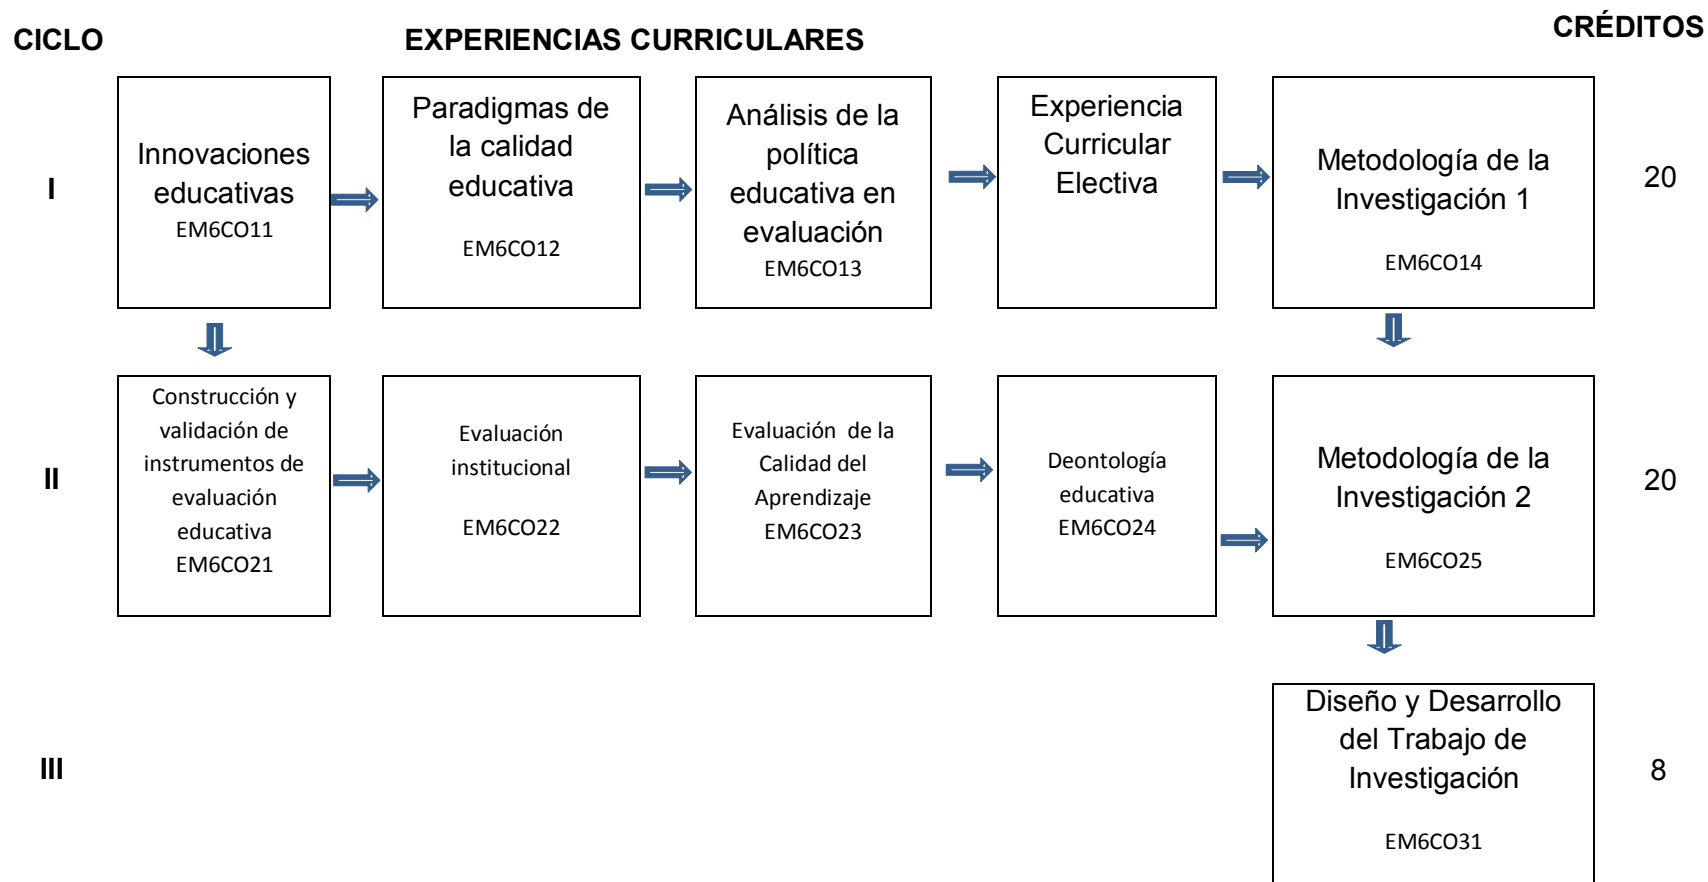 CICLO
EXPERIENCIAS CURRICULARES
CRÉDITOS
I
Innovaciones
educativas
EM6CO11
Paradigmas de
la calidad
educativa
EM6CO12
Análisis de la
política
educativa en
evaluación
EM6CO13
Experiencia
Curricular
Electiva
Metodología de la
Investigación 1
EM6CO14
20
II
Construcción y
validación de
instrumentos de
evaluación
educativa
EM6CO21
Evaluación
institucional
EM6CO22
Evaluación de la
Calidad del
Aprendizaje
EM6CO23
Deontología
educativa
EM6CO24
Metodología de la
Investigación 2
EM6CO25
20
III
Diseño y Desarrollo
del Trabajo de
Investigación
EM6CO31
8